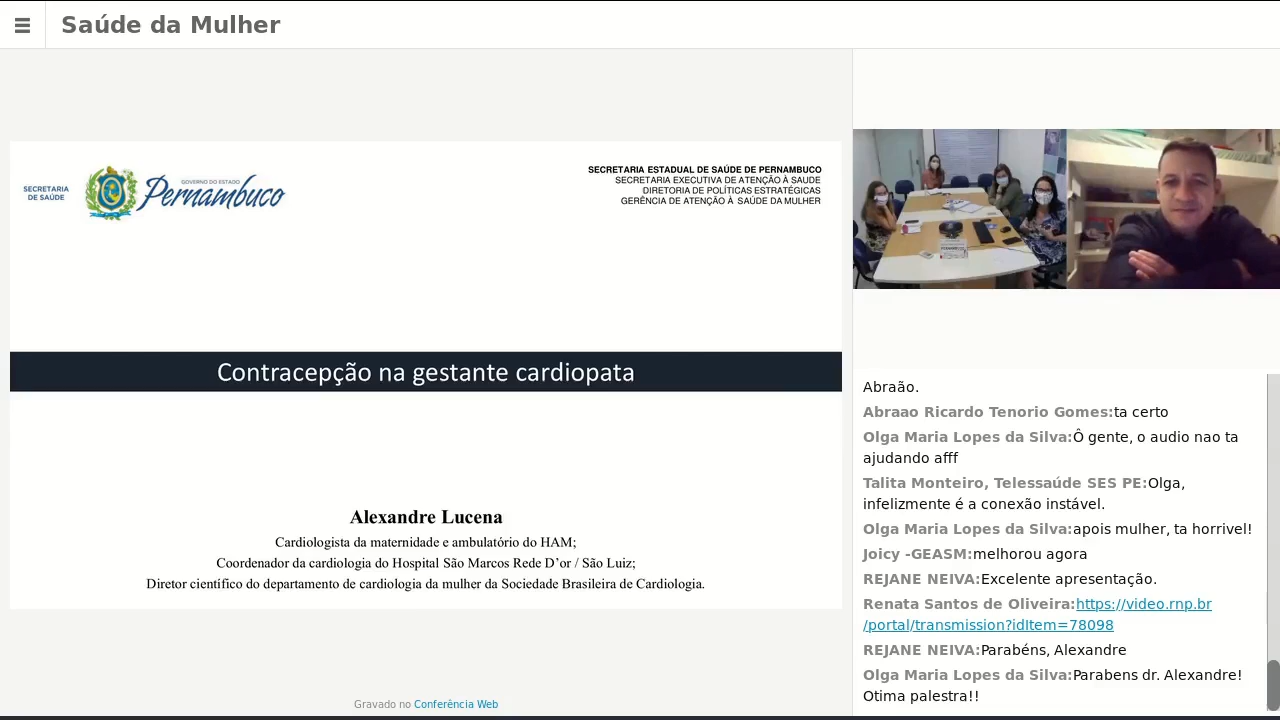 Saúde da Mulher
SECRETARIA
DE SAÚDE
GOVERNO DO ESTADO
Pernambuco
SECRETARIA ESTADUAL DE SAÚDE DE PERNAMBUCO
SECRETARIA EXECUTIVA DE ATENÇÃO À SAUDE
DIRETORIA DE POLÍTICAS ESTRATÉGICAS
GERÊNCIA DE ATENÇÃO À SAÚDE DA MULHER
Contracepção na gestante cardiopata
Alexandre Lucena
Cardiologista da maternidade e ambulatório do HAM;
Coordenador da cardiologia do Hospital São Marcos Rede D’or / São Luiz;
Diretor científico do departamento de cardiologia da mulher da Sociedade Brasileira de Cardiologia.
Gravado no Conferência Web
Abraão.
Abraao Ricardo Tenorio Gomes:ta certo
Olga Maria Lopes da Silva:Ô gente, o audio nao ta
ajudando afff
Talita Monteiro, Telessaúde SES PE:Olga,
infelizmente é a conexão instável.
Olga Maria Lopes da Silva:apois mulher, ta horrivel!
Joicy -GEASM:melhorou agora
REJANE NEIVA:Excelente apresentação.
Renata Santos de Oliveira:https://video.rnp.br
/portal/transmission?idItem=78098
REJANE NEIVA:Parabéns, Alexandre
Olga Maria Lopes da Silva:Parabens dr. Alexandre!
Otima palestra!!